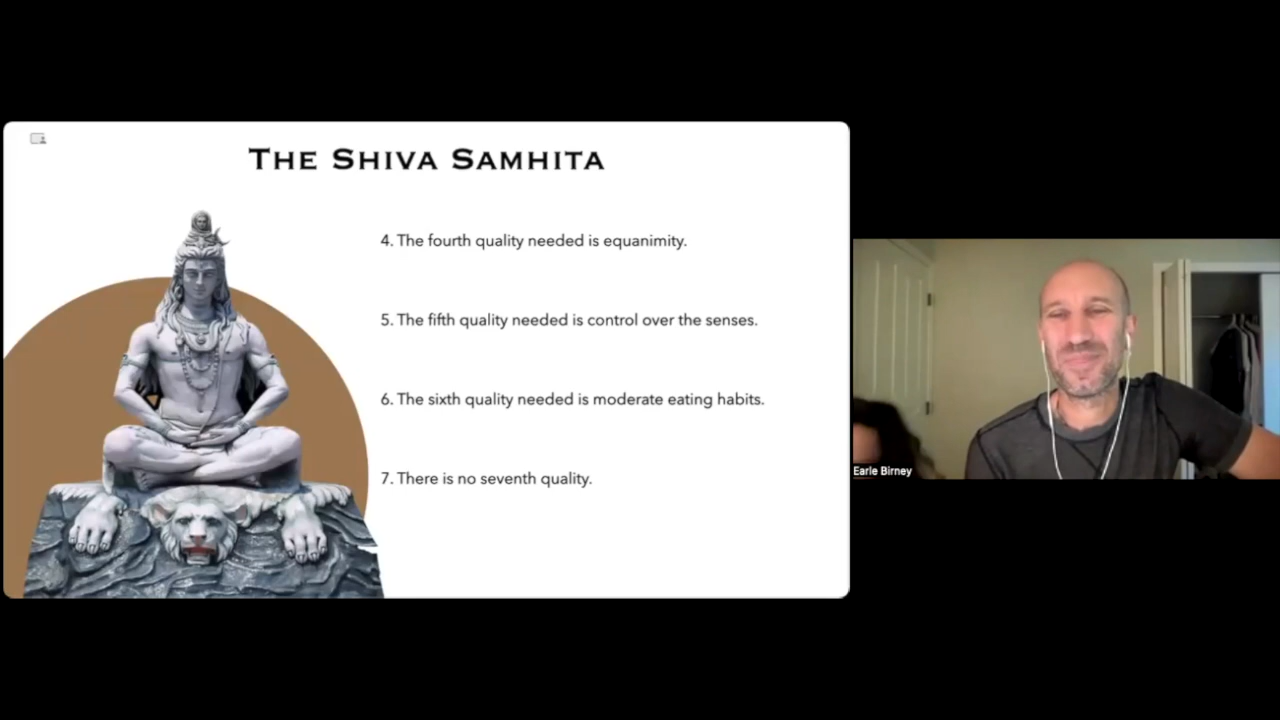 THE SHIVA SAMHITA
4. The fourth quality needed is equanimity.
5. The fifth quality needed is control over the senses.
6. The sixth quality needed is moderate eating habits.
7. There is no seventh quality.
Earle Birney